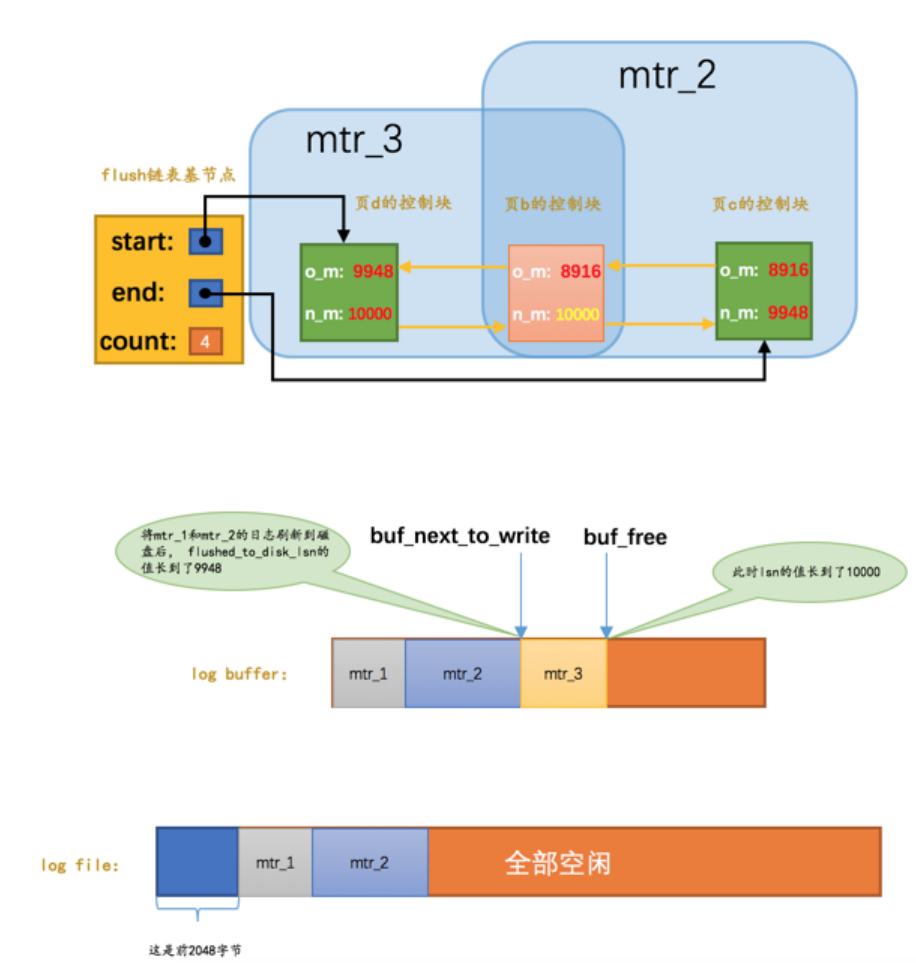 mtr_2
mtr_3
flush链表基节点
页d的控制块
页b的控制块
页c的控制块
start:
end:
count: 4
o_m: 9948
n_m: 10000
o_m: 8916
n_m: 10000
o_m: 8916
n_m: 9948
将mtr_1和mtr_2的日志刷新到磁
盘后, flushed_to_disk_lsn的
值长到了9948
buf_next_to_write
buf_free
此时lsn的值长到了10000
log buffer:
mtr_1
mtr_2
mtr_3
log file:
mtr_1
mtr_2
全部空闲
这是前2048字节